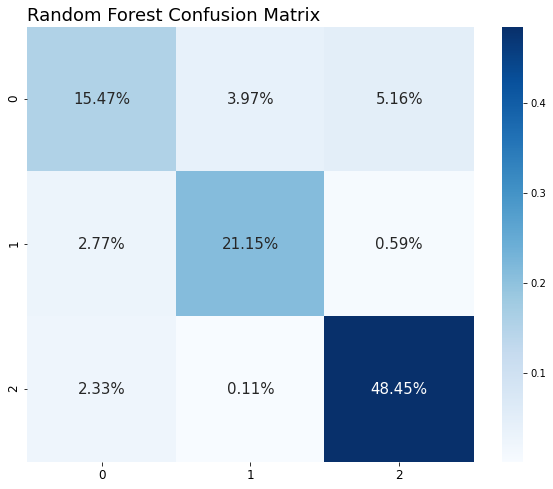 Random Forest Confusion Matrix
0 15.47% 3.97% 5.16%
1 2.77% 21.15% 0.59%
2 2.33% 0.11% 48.45%
0 1 2
0.4
0.3
0.2
0.1